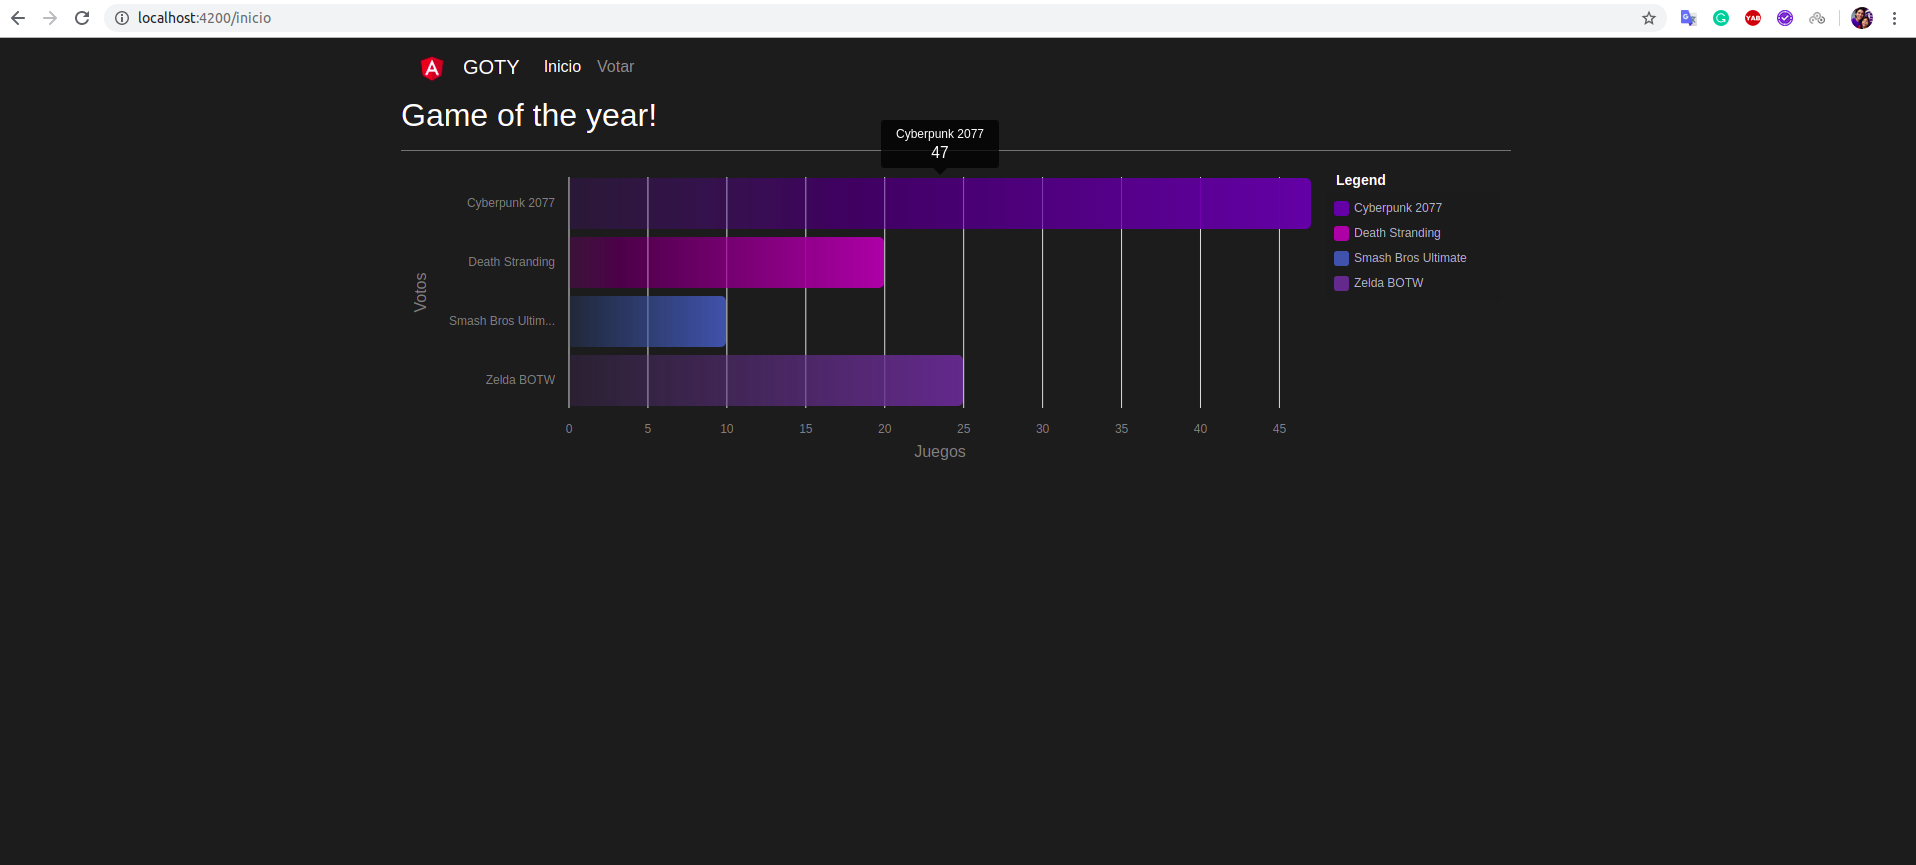 localhost:4200/inicio
GOTY Inicio Votar
Game of the year!
Cyberpunk 2077
47
Votos
Cyberpunk 2077
Death Stranding
Smash Bros Ultim...
Zelda BOTW
0 5 10 15 20 25 30 35 40 45
Juegos
Legend
Cyberpunk 2077
Death Stranding
Smash Bros Ultimate
Zelda BOTW
YAB